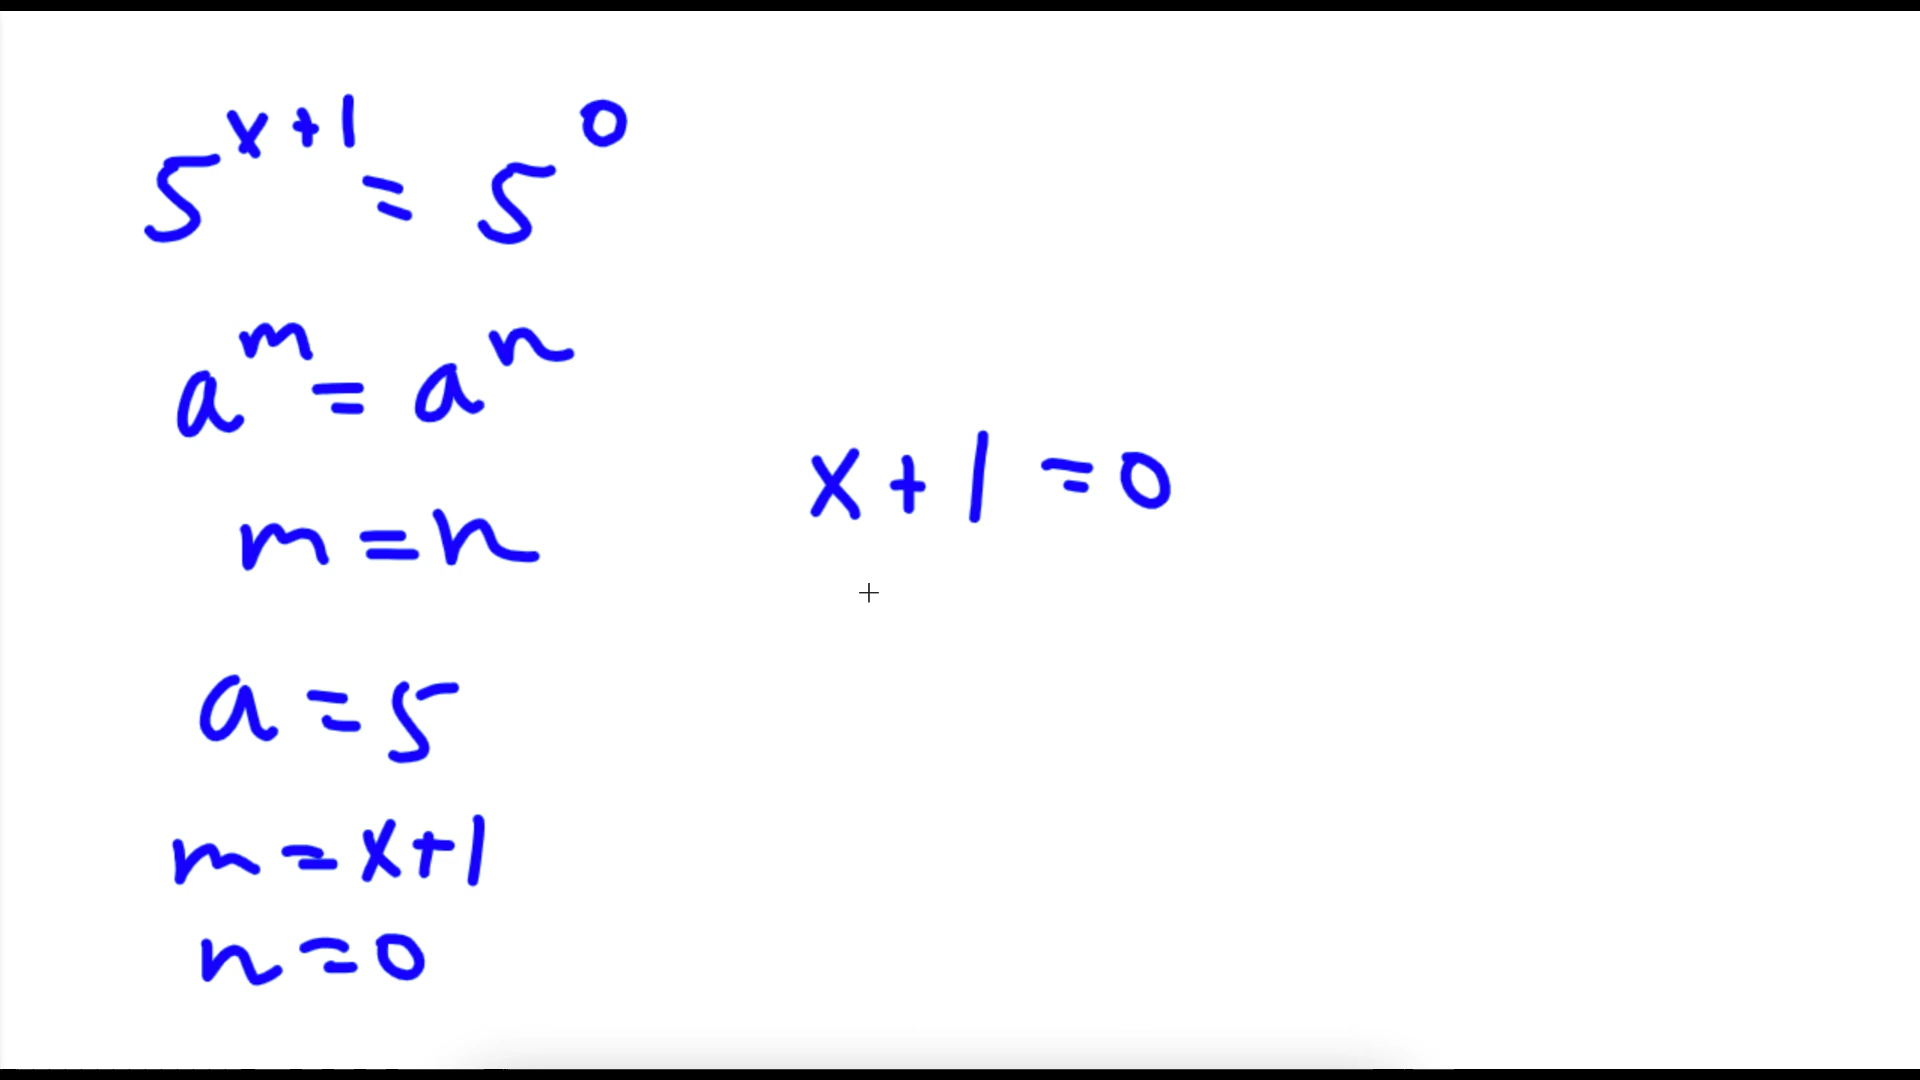 5^{x+1} = 5^0
a^m = a^n
m = n
x + 1 = 0
a = 5
m = x+1
n = 0